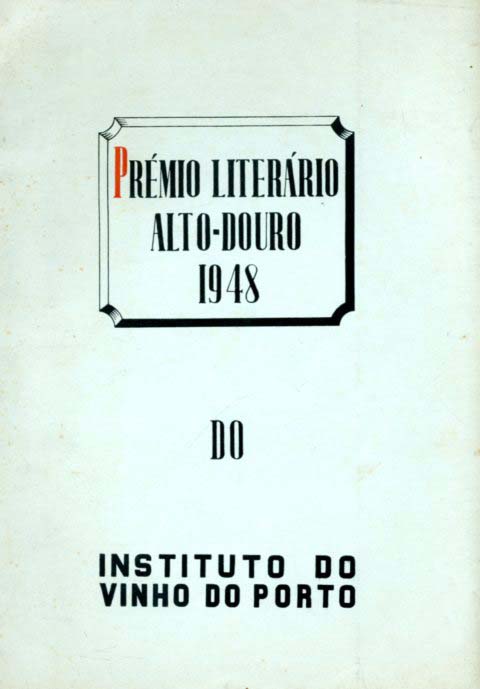 PRÉMIO LITERÁRIO
ALTO-DOURO
1948
DO
INSTITUTO DO
VINHO DO PORTO